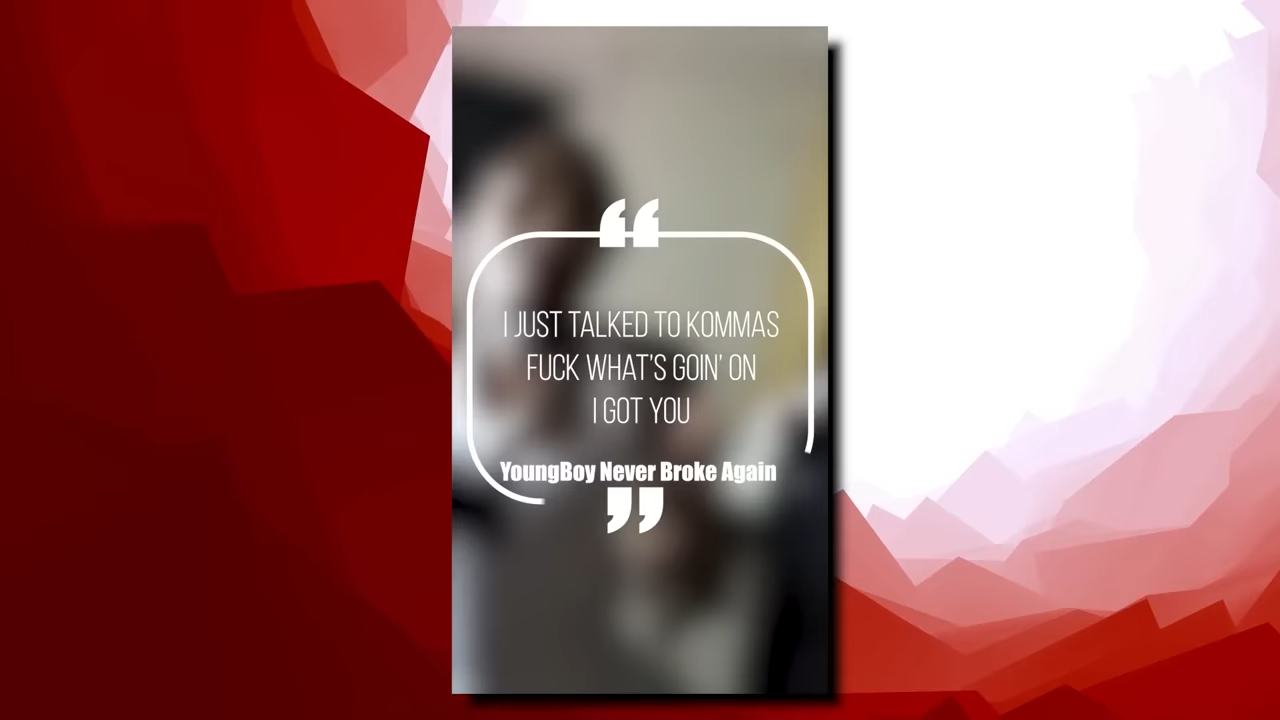 “
I JUST TALKED TO KOMMAS
FUCK WHAT'S GOIN' ON
I GOT YOU
YoungBoy Never Broke Again
”